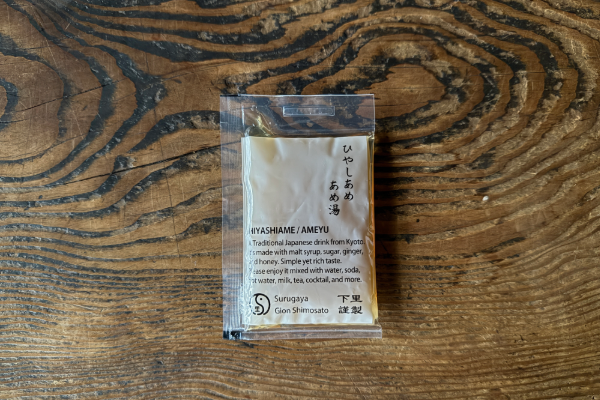 ひやしあめ
あめ湯
HIYASHIAME / AMEYU
Traditional Japanese drink from Kyoto
made with malt syrup, sugar, ginger,
honey. Simple yet rich taste.
ease enjoy it mixed with water, soda,
ot water, milk, tea, cocktail, and more.
Surugaya
Gion Shimosato
下里
謹製